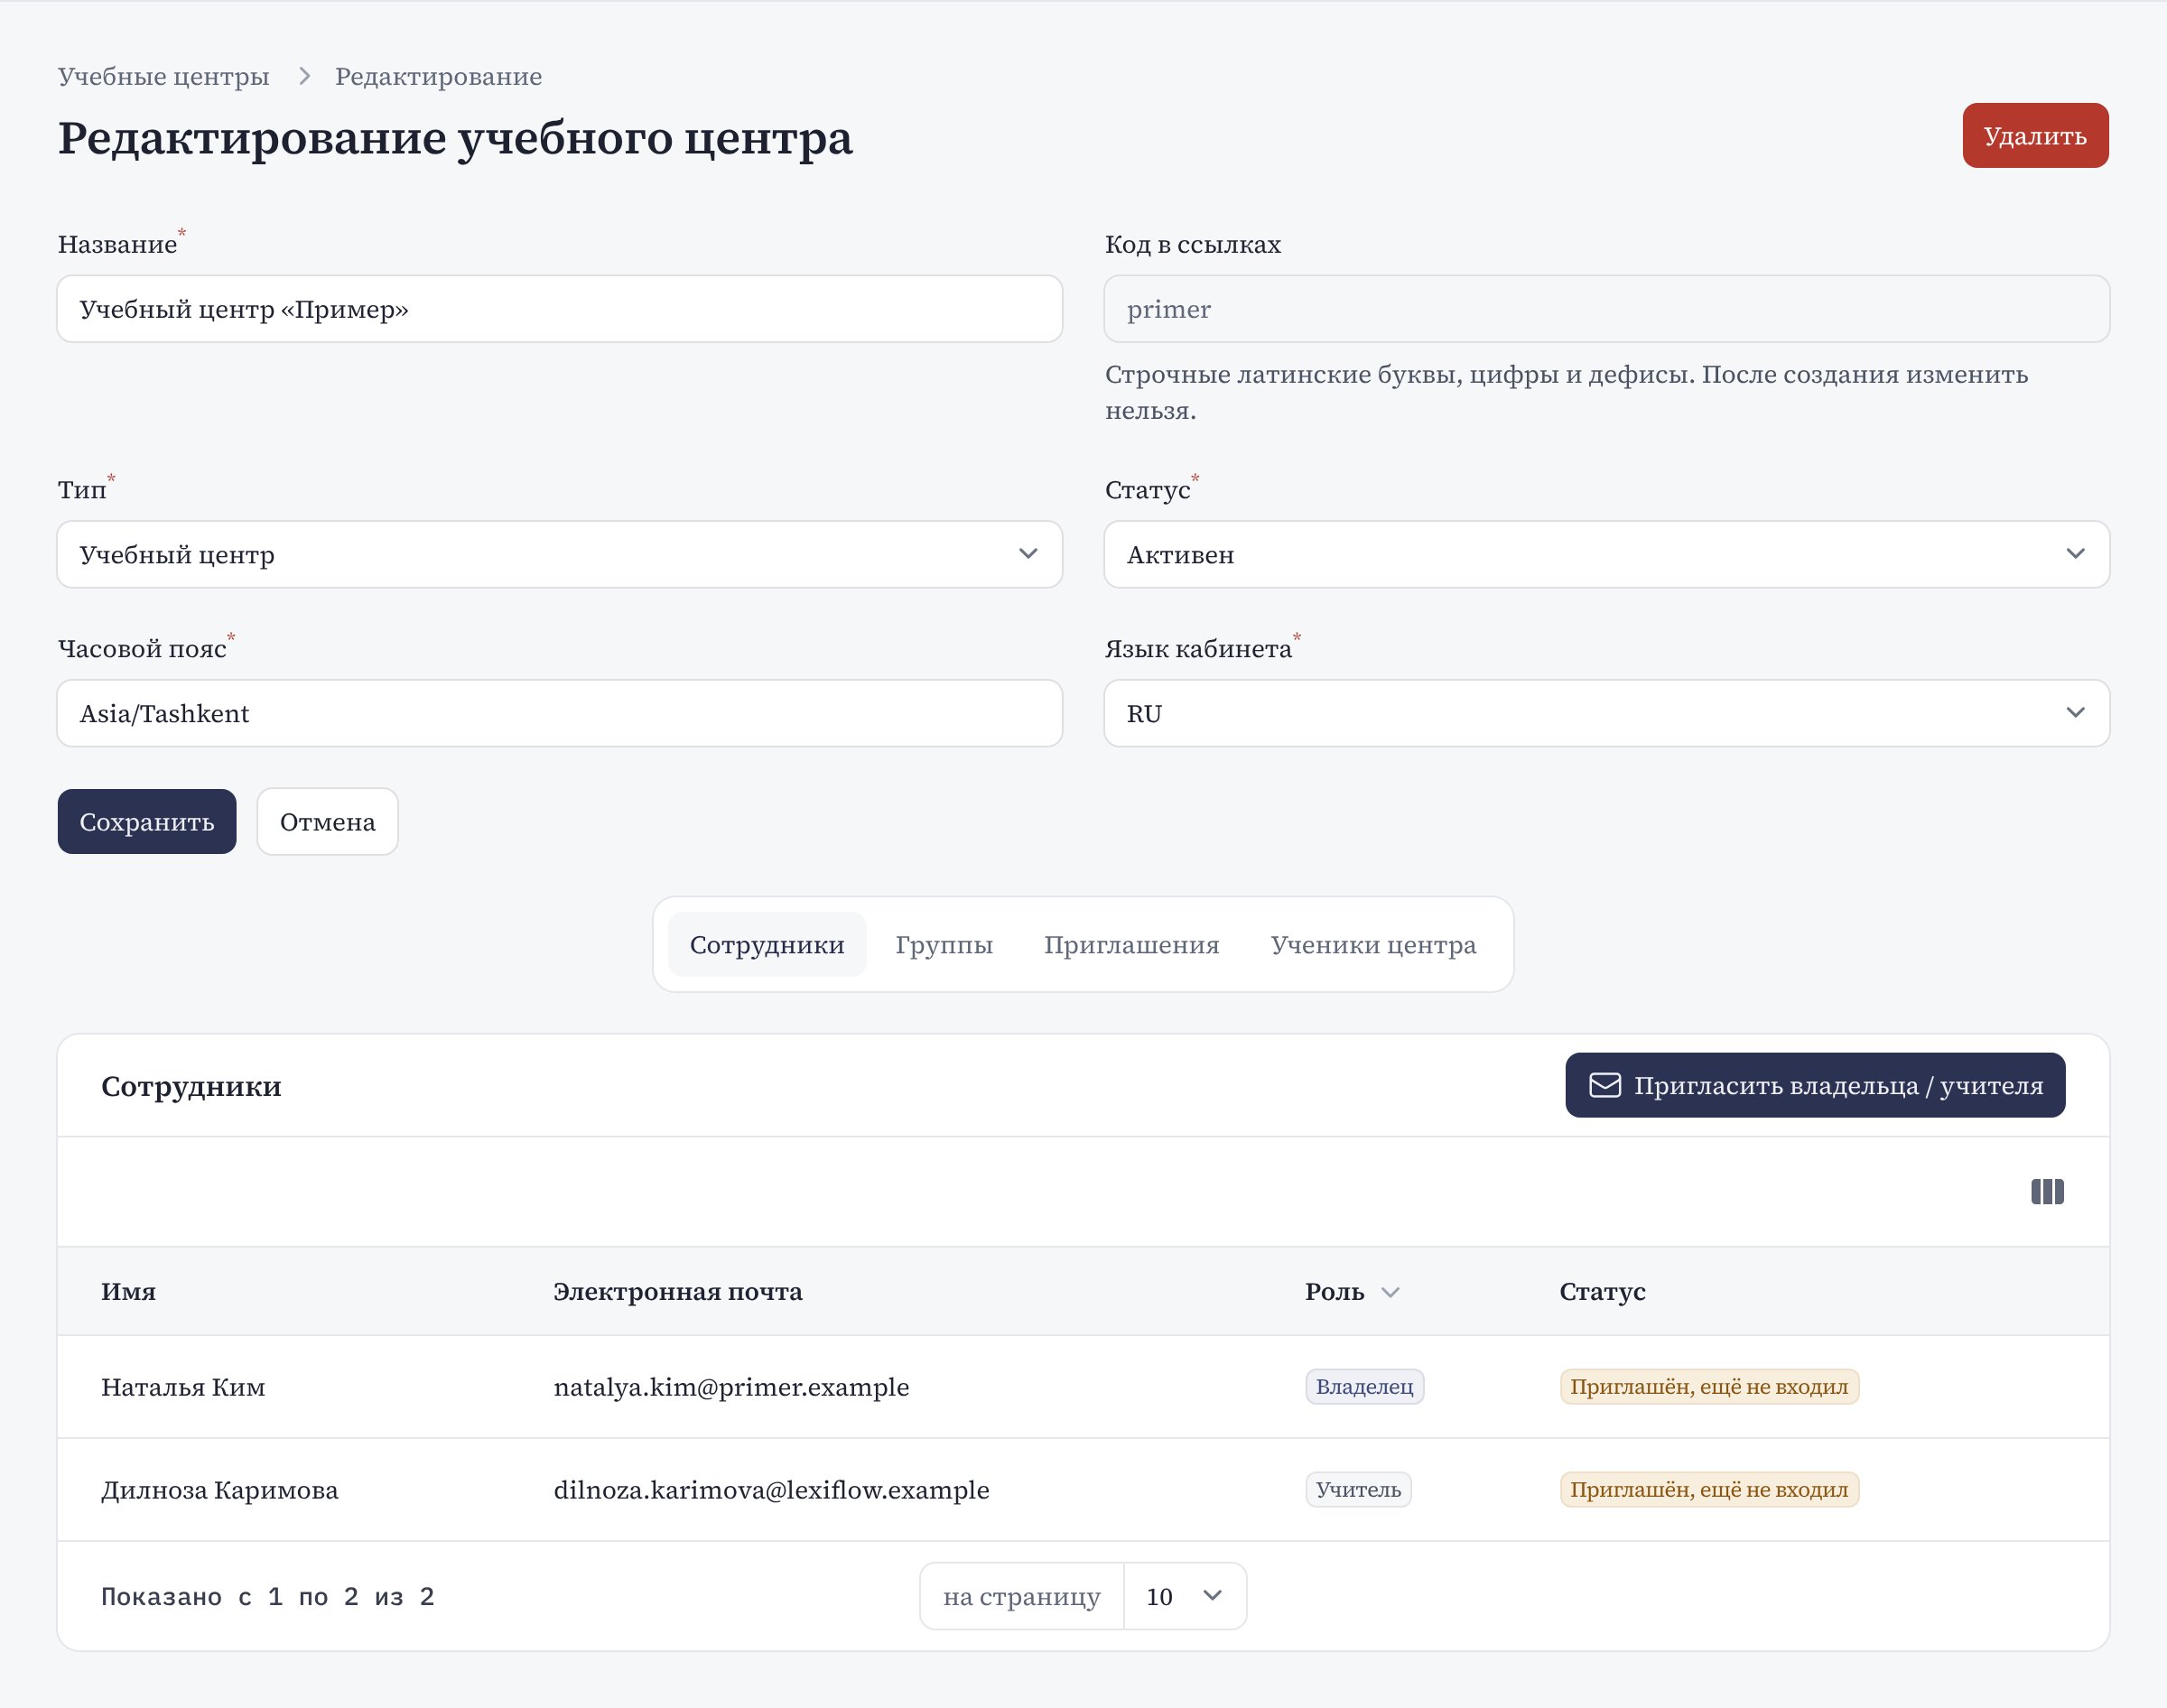 Учебные центры > Редактирование
Редактирование учебного центра
Удалить
Название*
Код в ссылках
Учебный центр «Пример»
primer
Строчные латинские буквы, цифры и дефисы. После создания изменить
нельзя.
Тип*
Статус*
Учебный центр
Активен
Часовой пояс*
Язык кабинета*
Asia/Tashkent
RU
Сохранить
Отмена
Сотрудники
Группы
Приглашения
Ученики центра
Сотрудники
Пригласить владельца / учителя
Имя
Электронная почта
Роль
Статус
Наталья Ким
natalya.kim@primer.example
Владелец
Приглашён, ещё не входил
Дилноза Каримова
dilnoza.karimova@lexiflow.example
Учитель
Приглашён, ещё не входил
Показано с 1 по 2 из 2
на страницу
10